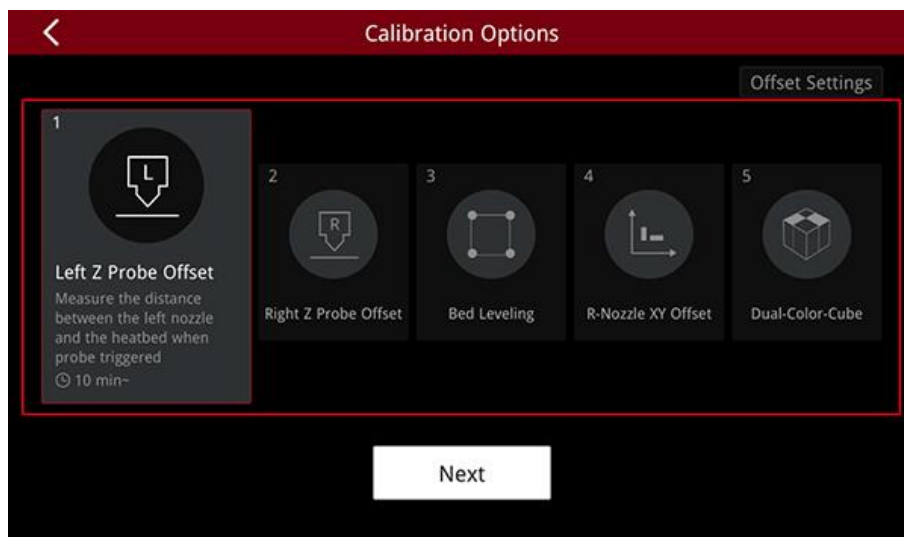 Calibration Options
Offset Settings
1
L
Left Z Probe Offset
Measure the distance
between the left nozzle
and the heatbed when
probe triggered
10 min~
2
R
Right Z Probe Offset
3
Bed Leveling
4
R-Nozzle XY Offset
5
Dual-Color-Cube
Next